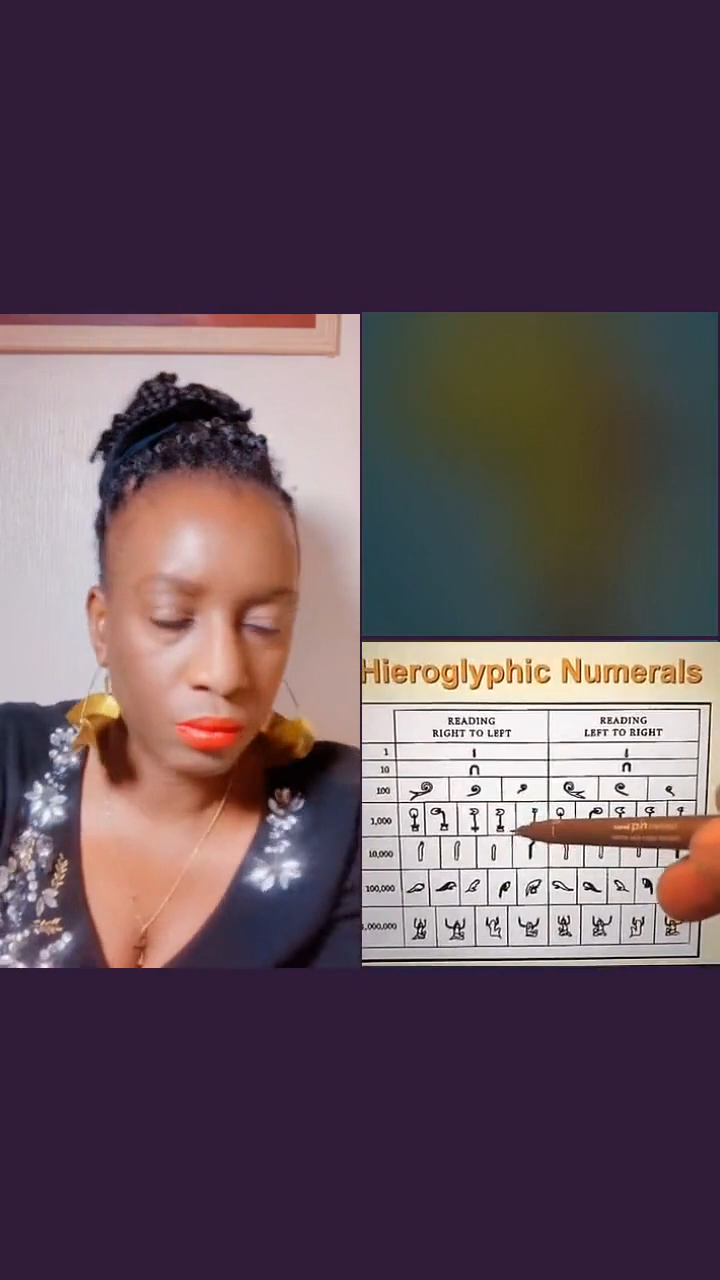 Hieroglyphic Numerals
READING
RIGHT TO LEFT
READING
LEFT TO RIGHT
1
10
100
1,000
10,000
100,000
1,000,000